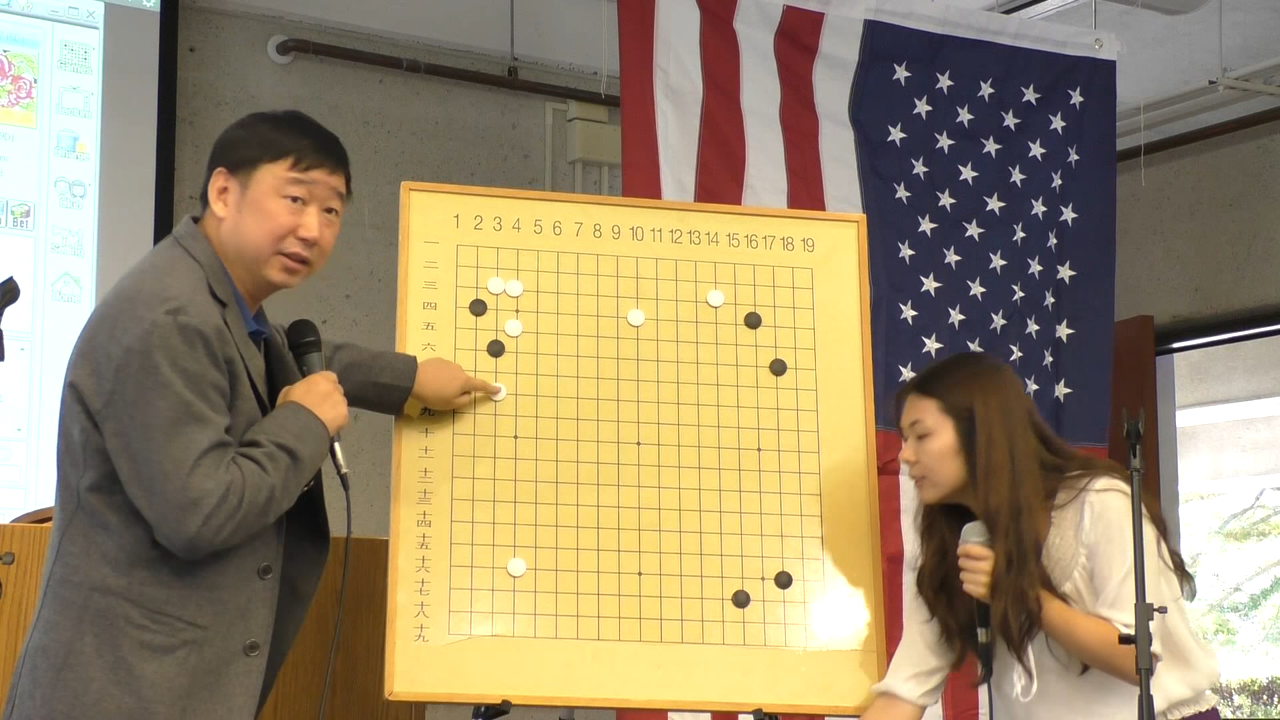 1 2 3 4 5 6 7 8 9 10 11 12 13 14 15 16 17 18 19
一
二
三
四
五
六
九
十
十一
十二
十三
十四
十五
十六
十七
十八
十九